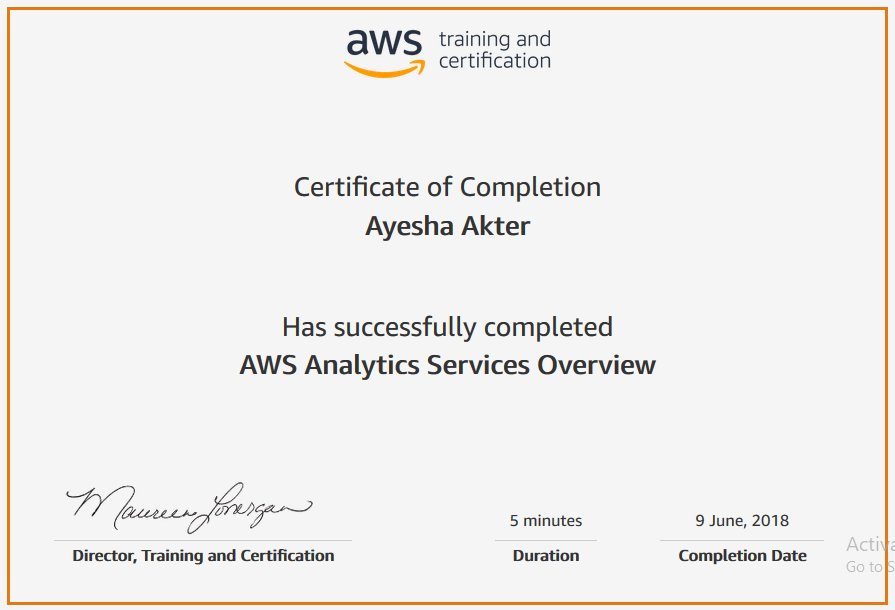 aws training and
certification
Certificate of Completion
Ayesha Akter
Has successfully completed
AWS Analytics Services Overview
Maureen Lonergan
5 minutes
9 June, 2018
Director, Training and Certification
Duration
Completion Date
Activa
Go to S